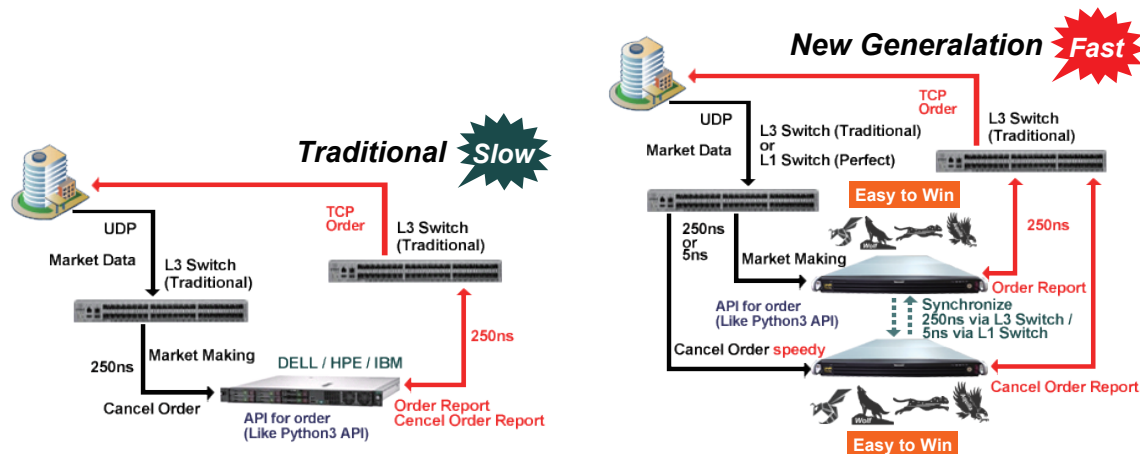 Traditional
Slow
TCP
Order
UDP
Market Data
L3 Switch
(Traditional)
L3 Switch
(Traditional)
250ns
Market Making
250ns
DELL / HPE / IBM
Cancel Order
API for order
(Like Python3 API)
Order Report
Cencel Order Report
New Generalation
Fast
TCP
Order
UDP
Market Data
L3 Switch (Traditional)
or
L1 Switch (Perfect)
L3 Switch
(Traditional)
Easy to Win
Wolf
250ns
or
5ns
250ns
Market Making
Order Report
API for order
(Like Python3 API)
Synchronize
250ns via L3 Switch /
5ns via L1 Switch
Cancel Order speedy
Cancel Order Report
Wolf
Easy to Win